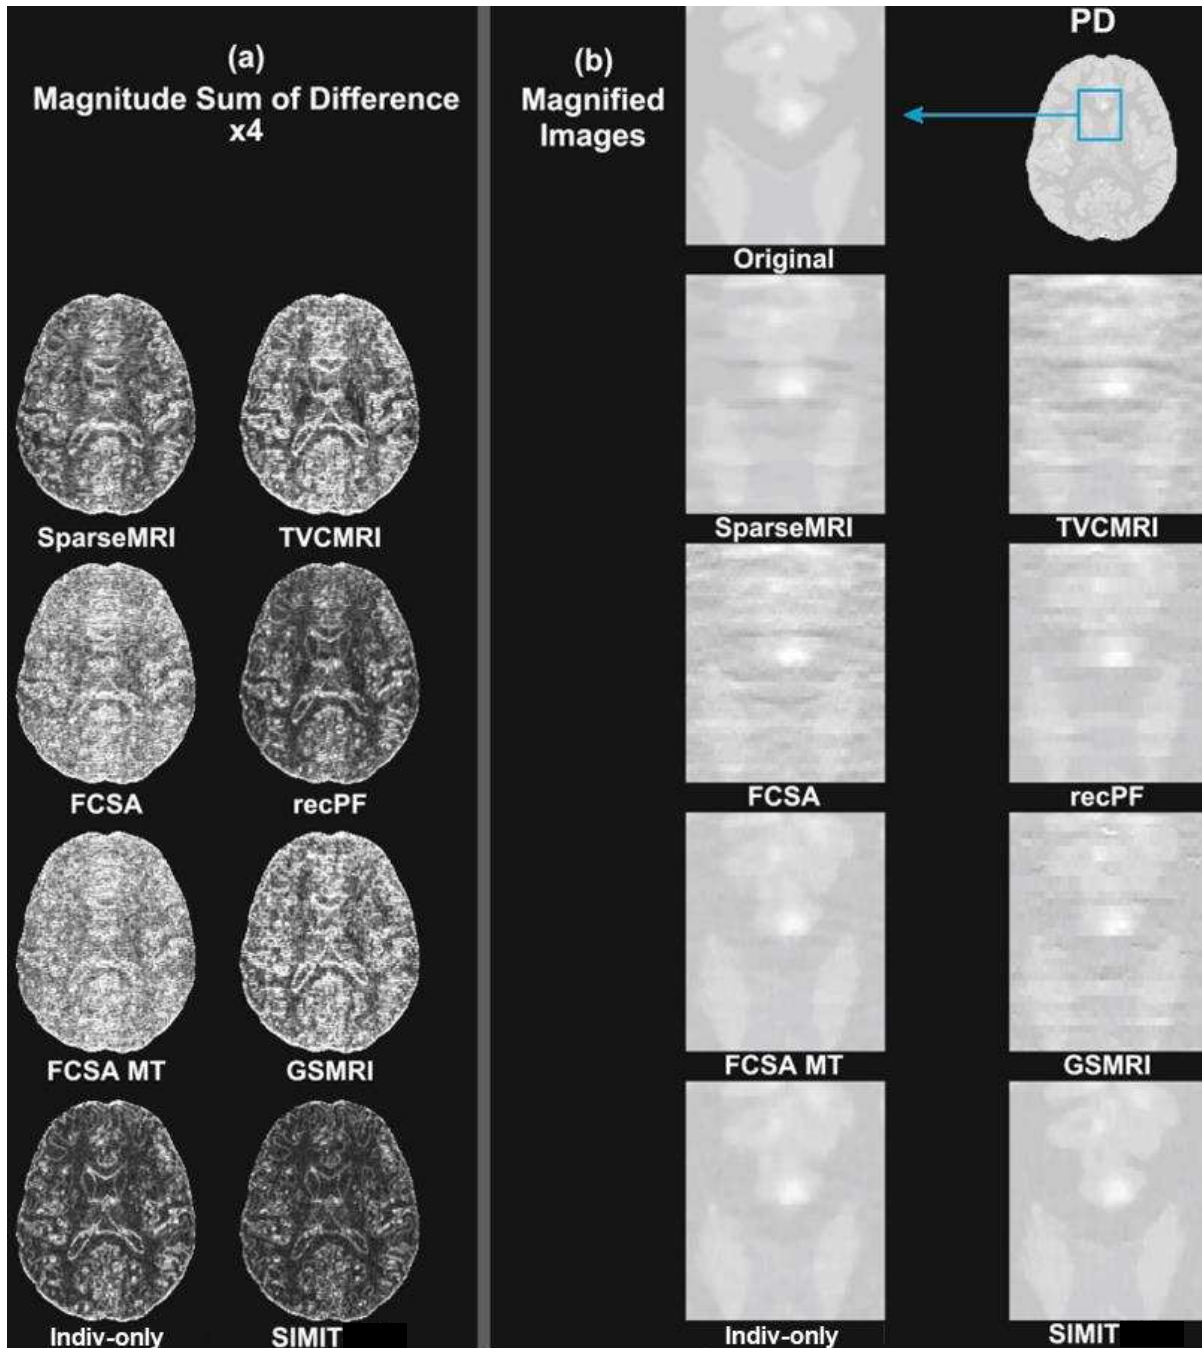 (a)
Magnitude Sum of Difference
x4
SparseMRI
TVCMRI
FCSA
recPF
FCSA MT
GSMRI
Indiv-only
SIMIT
(b)
Magnified
Images
PD
Original
SparseMRI
TVCMRI
FCSA
recPF
FCSA MT
GSMRI
Indiv-only
SIMIT